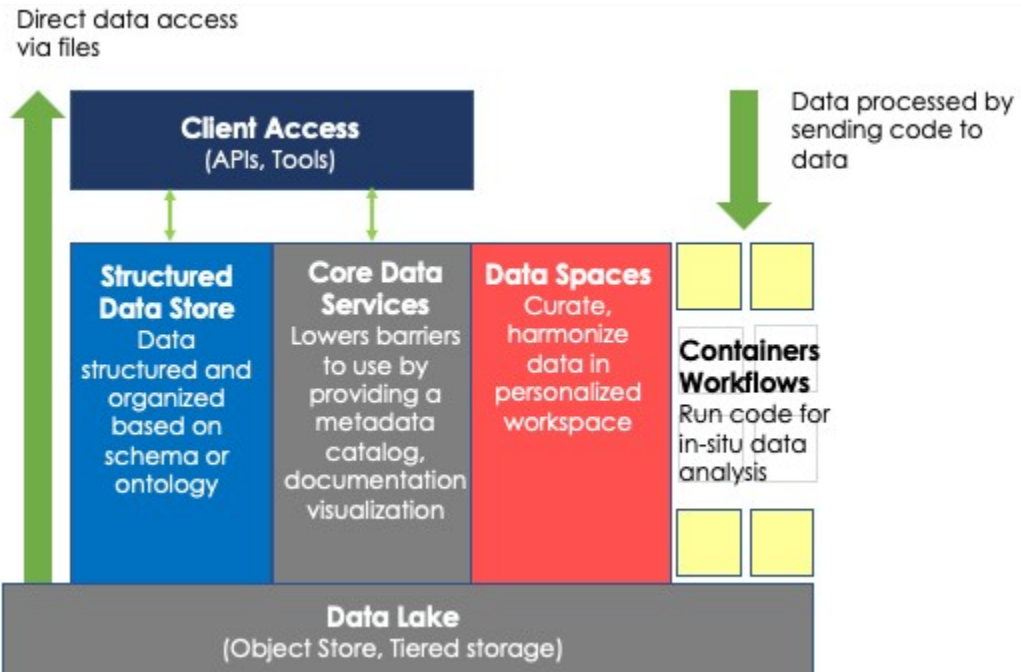 Direct data access
via files
Client Access
(APIs, Tools)
Data processed by
sending code to
data
Structured
Data Store
Data
structured and
organized
based on
schema or
ontology
Core Data
Services
Lowers barriers
to use by
providing a
metadata
catalog,
documentation
visualization
Data Spaces
Curate,
harmonize
data in
personalized
workspace
Containers
Workflows
Run code for
in-situ data
analysis
Data Lake
(Object Store, Tiered storage)